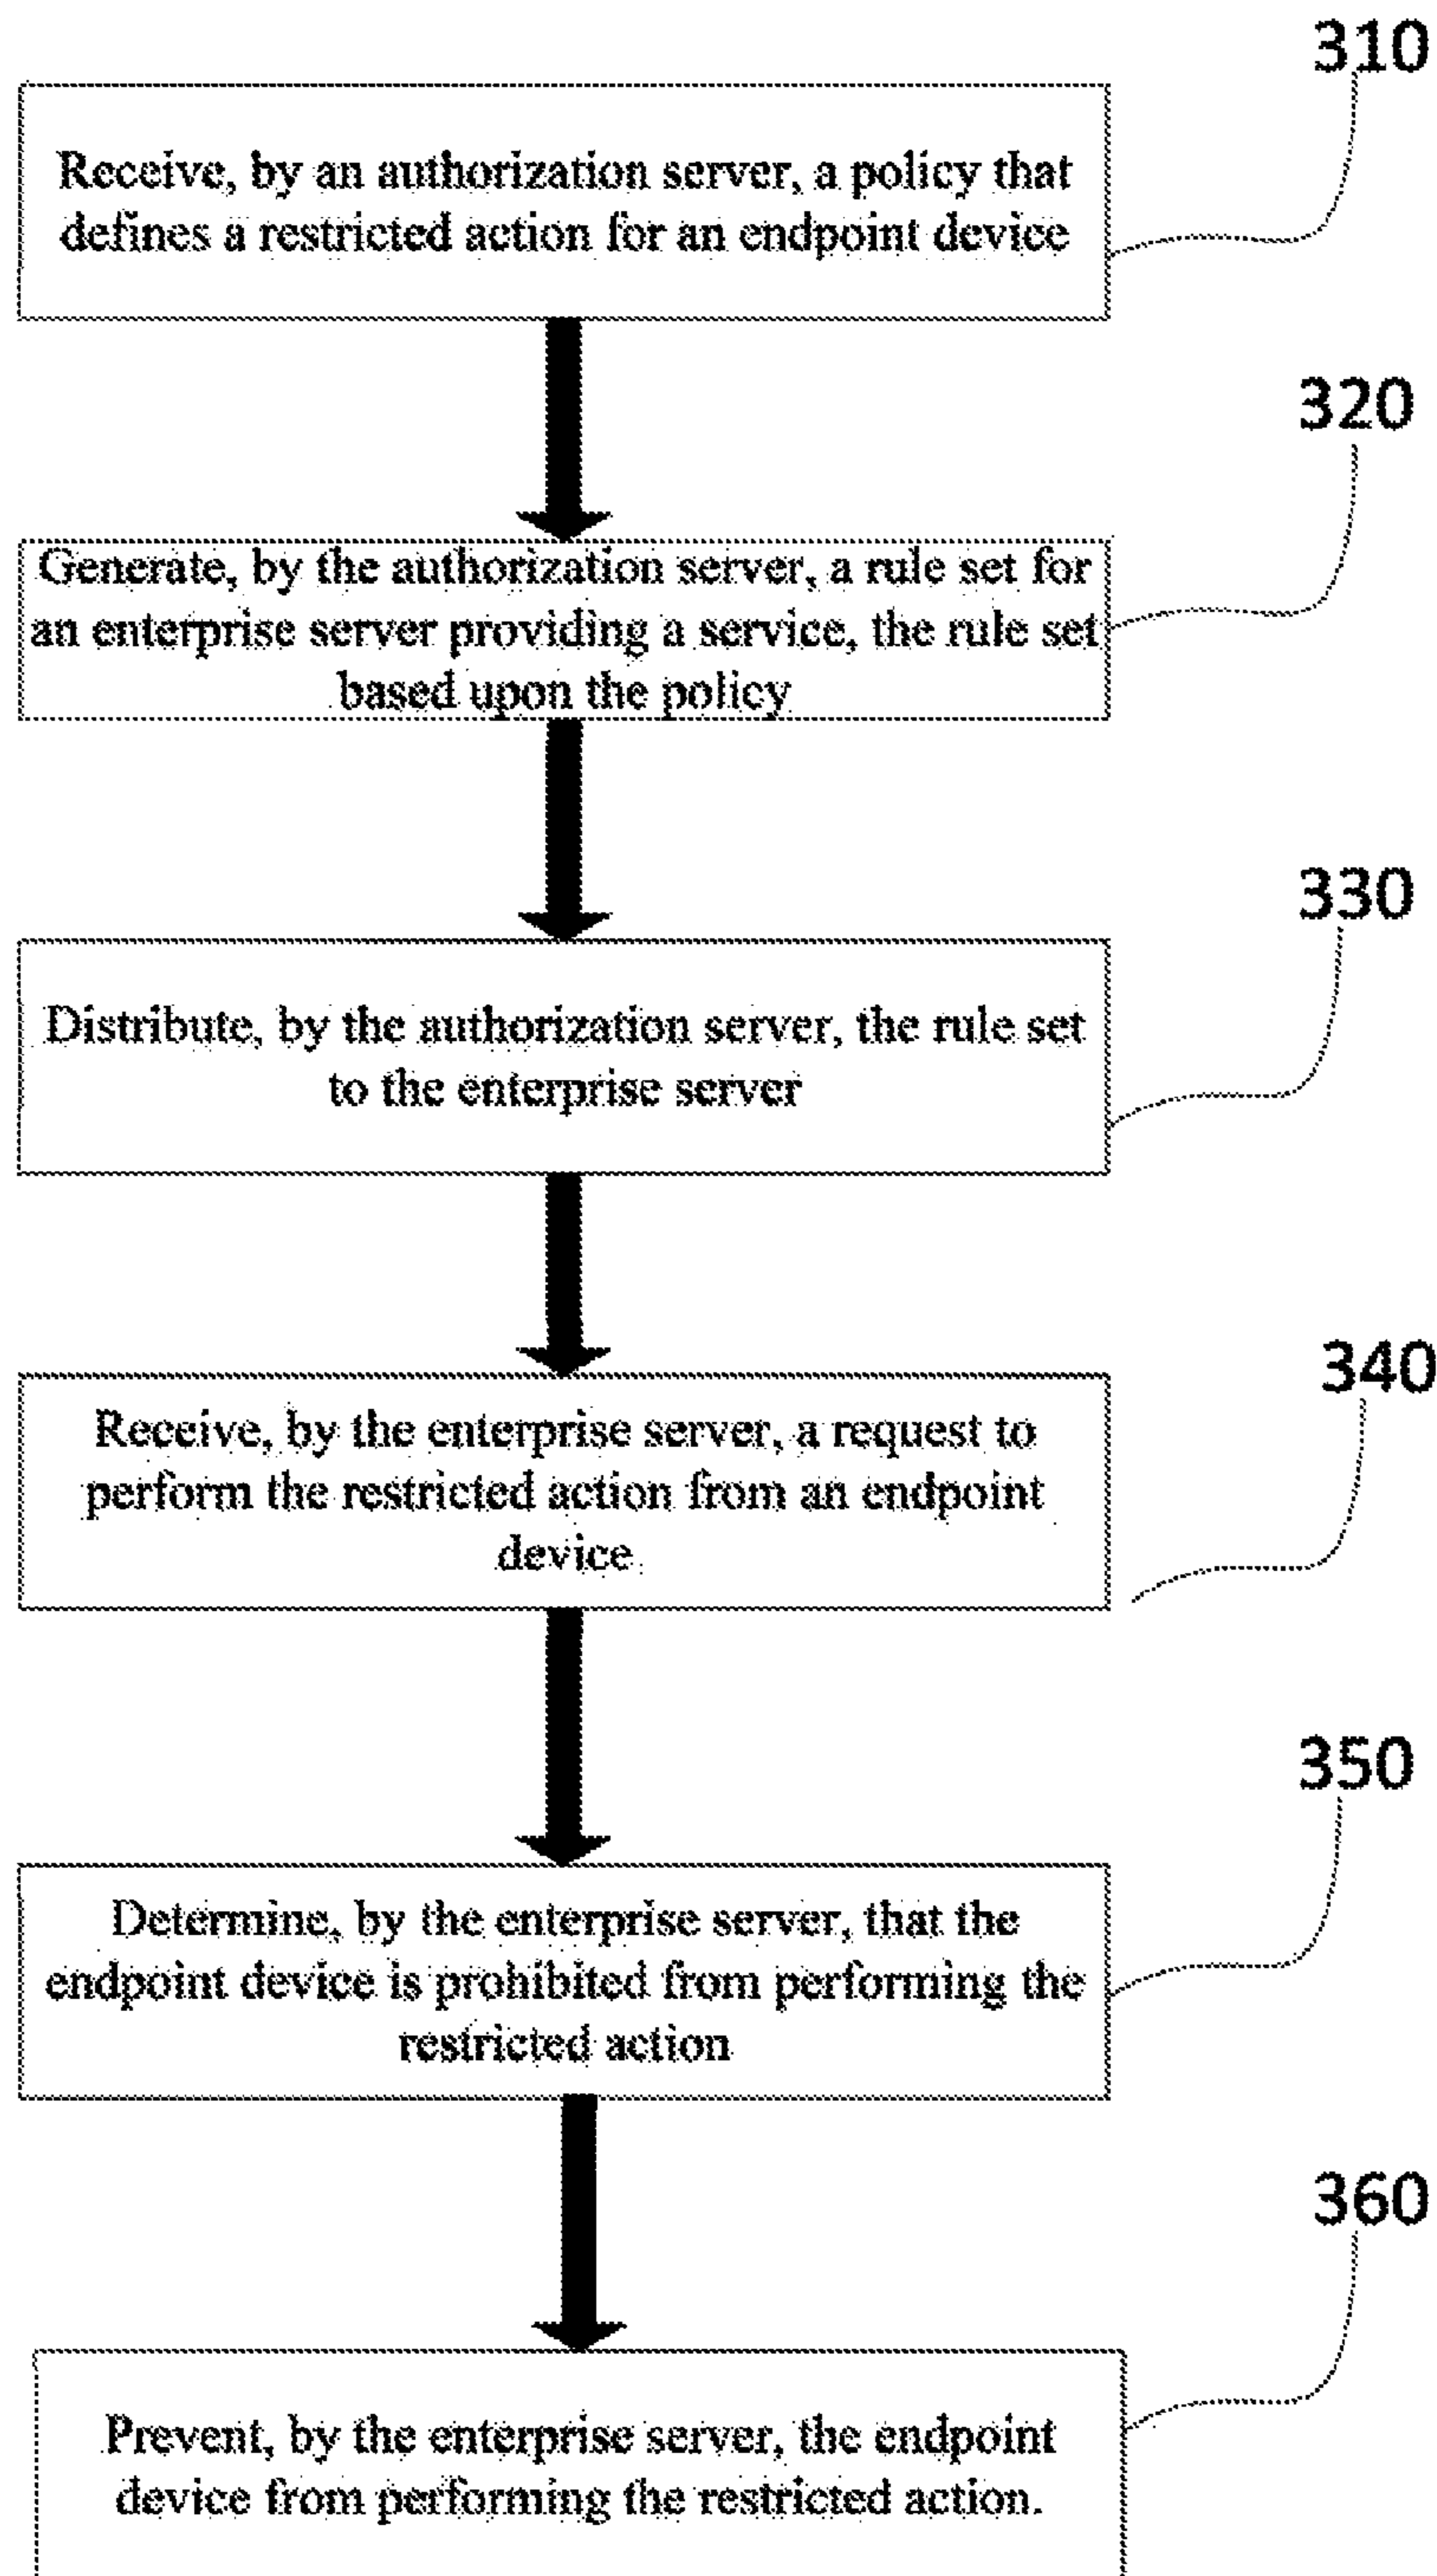 310
Receive, by an authorization server, a policy that
defines a restricted action for an endpoint device
320
Generate, by the authorization server, a rule set for
an enterprise server providing a service, the rule set
based upon the policy
330
Distribute, by the authorization server, the rule set
to the enterprise server
340
Receive, by the enterprise server, a request to
perform the restricted action from an endpoint
device
350
Determine, by the enterprise server, that the
endpoint device is prohibited from performing the
restricted action
360
Prevent, by the enterprise server, the endpoint
device from performing the restricted action.